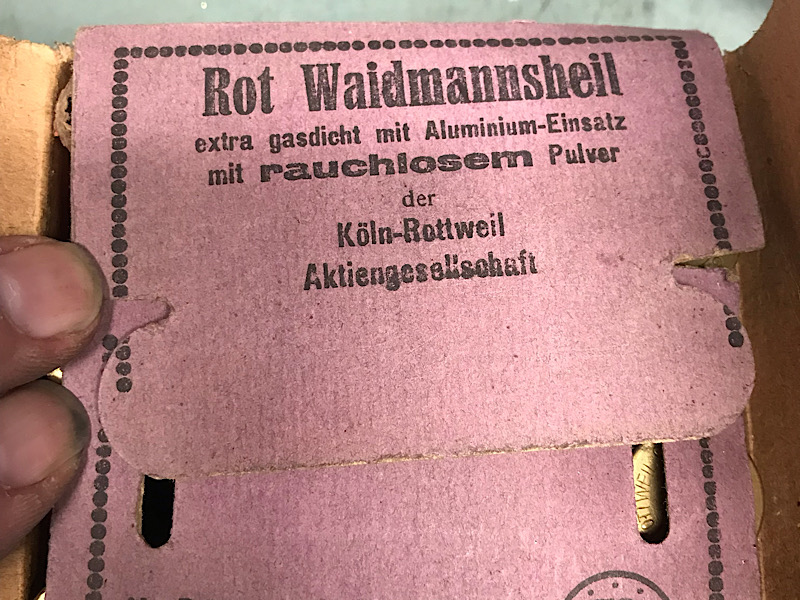 Rot Waidmannsheil
extra gasdicht mit Aluminium-Einsatz
mit rauchlosem Pulver
der
Köln-Rottweil
Aktiengesellschaft